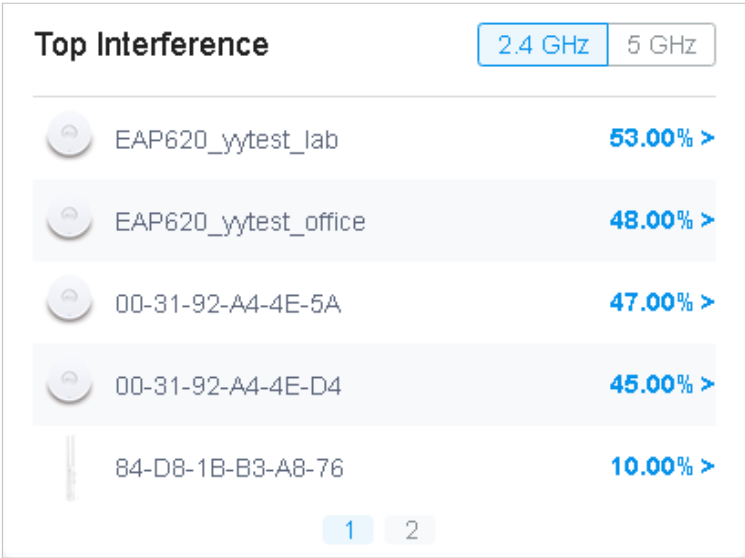 Top Interference 2.4 GHz 5 GHz
EAP620_yytest_lab 53.00% >
EAP620_yytest_office 48.00% >
00-31-92-A4-4E-5A 47.00% >
00-31-92-A4-4E-D4 45.00% >
84-D8-1B-B3-A8-76 10.00% >
1 2